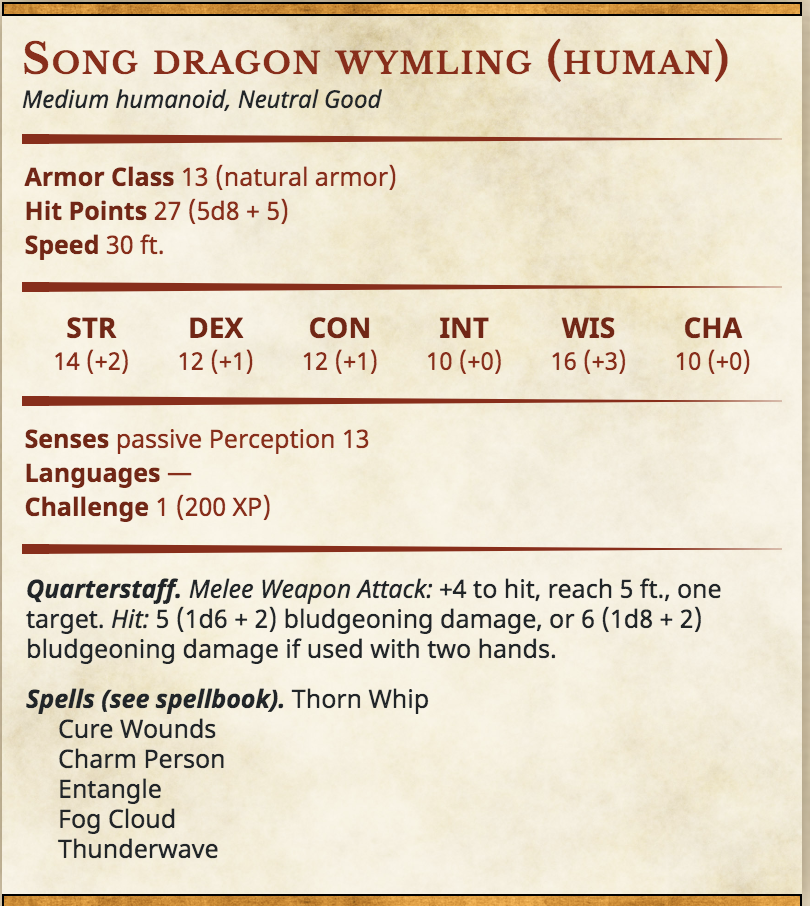 Song dragon wymling (human)
Medium humanoid, Neutral Good
Armor Class 13 (natural armor)
Hit Points 27 (5d8 + 5)
Speed 30 ft.
STR DEX CON INT WIS CHA
14 (+2) 12 (+1) 12 (+1) 10 (+0) 16 (+3) 10 (+0)
Senses passive Perception 13
Languages —
Challenge 1 (200 XP)
Quarterstaff. Melee Weapon Attack: +4 to hit, reach 5 ft., one
target. Hit: 5 (1d6 + 2) bludgeoning damage, or 6 (1d8 + 2)
bludgeoning damage if used with two hands.
Spells (see spellbook). Thorn Whip
Cure Wounds
Charm Person
Entangle
Fog Cloud
Thunderwave